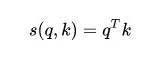 s(q, k) = q^T k